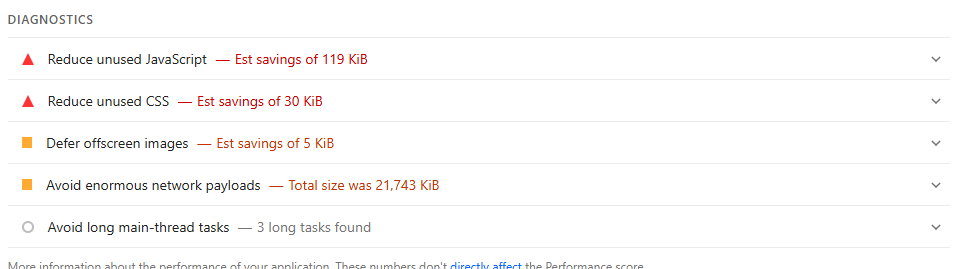 DIAGNOSTICS
Reduce unused JavaScript — Est savings of 119 KiB
Reduce unused CSS — Est savings of 30 KiB
Defer offscreen images — Est savings of 5 KiB
Avoid enormous network payloads — Total size was 21,743 KiB
Avoid long main-thread tasks — 3 long tasks found
More information about the performance of your application. These numbers don't directly affect the Performance score.